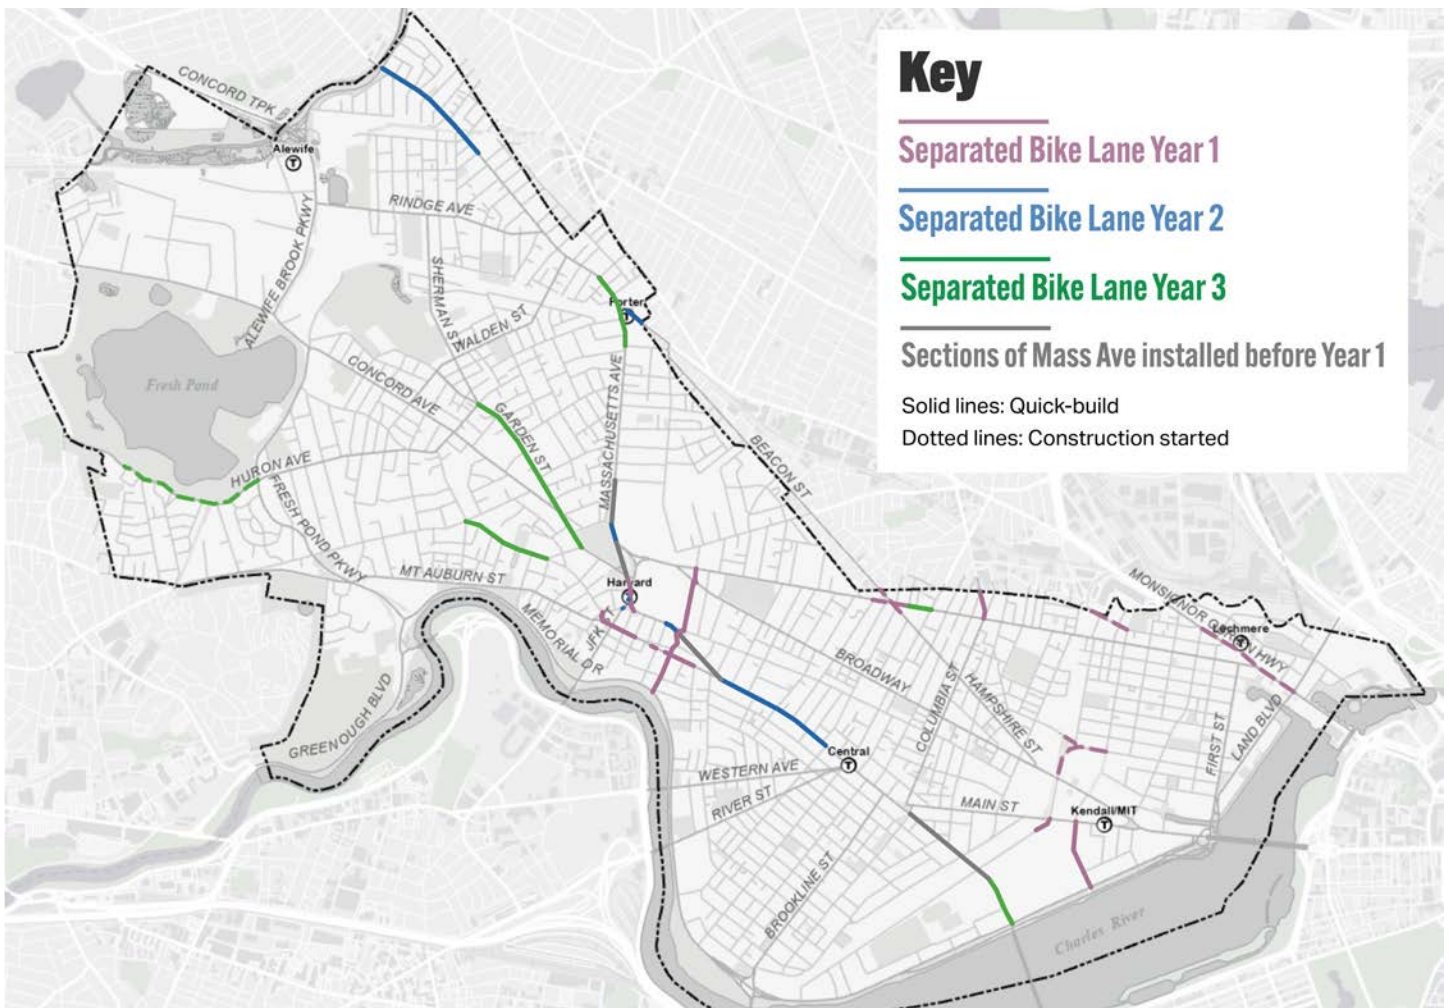 Key
Separated Bike Lane Year 1
Separated Bike Lane Year 2
Separated Bike Lane Year 3
Sections of Mass Ave installed before Year 1
Solid lines: Quick-build
Dotted lines: Construction started
CONCORD TPK
Alewife
T
RINDGE AVE
ALEWIFE BROOK PKWY
SHERMAN ST
WALDEN ST
Porter
T
Fresh Pond
CONCORD AVE
GARDEN ST
MASSACHUSETTS AVE
BEACON ST
HURON AVE
FRESH POND PKWY
MT AUBURN ST
Harvard
T
JFK ST
MEMORIAL DR
GREENOUGH BLVD
BROADWAY
COLUMBIA ST
HAMPSHIRE ST
MONSIGNOR O'BRIEN HWY
Lechmere
T
LAND BLVD
FIRST ST
Central
T
WESTERN AVE
RIVER ST
MAIN ST
Kendall/MIT
T
BROOKLINE ST
Charles River